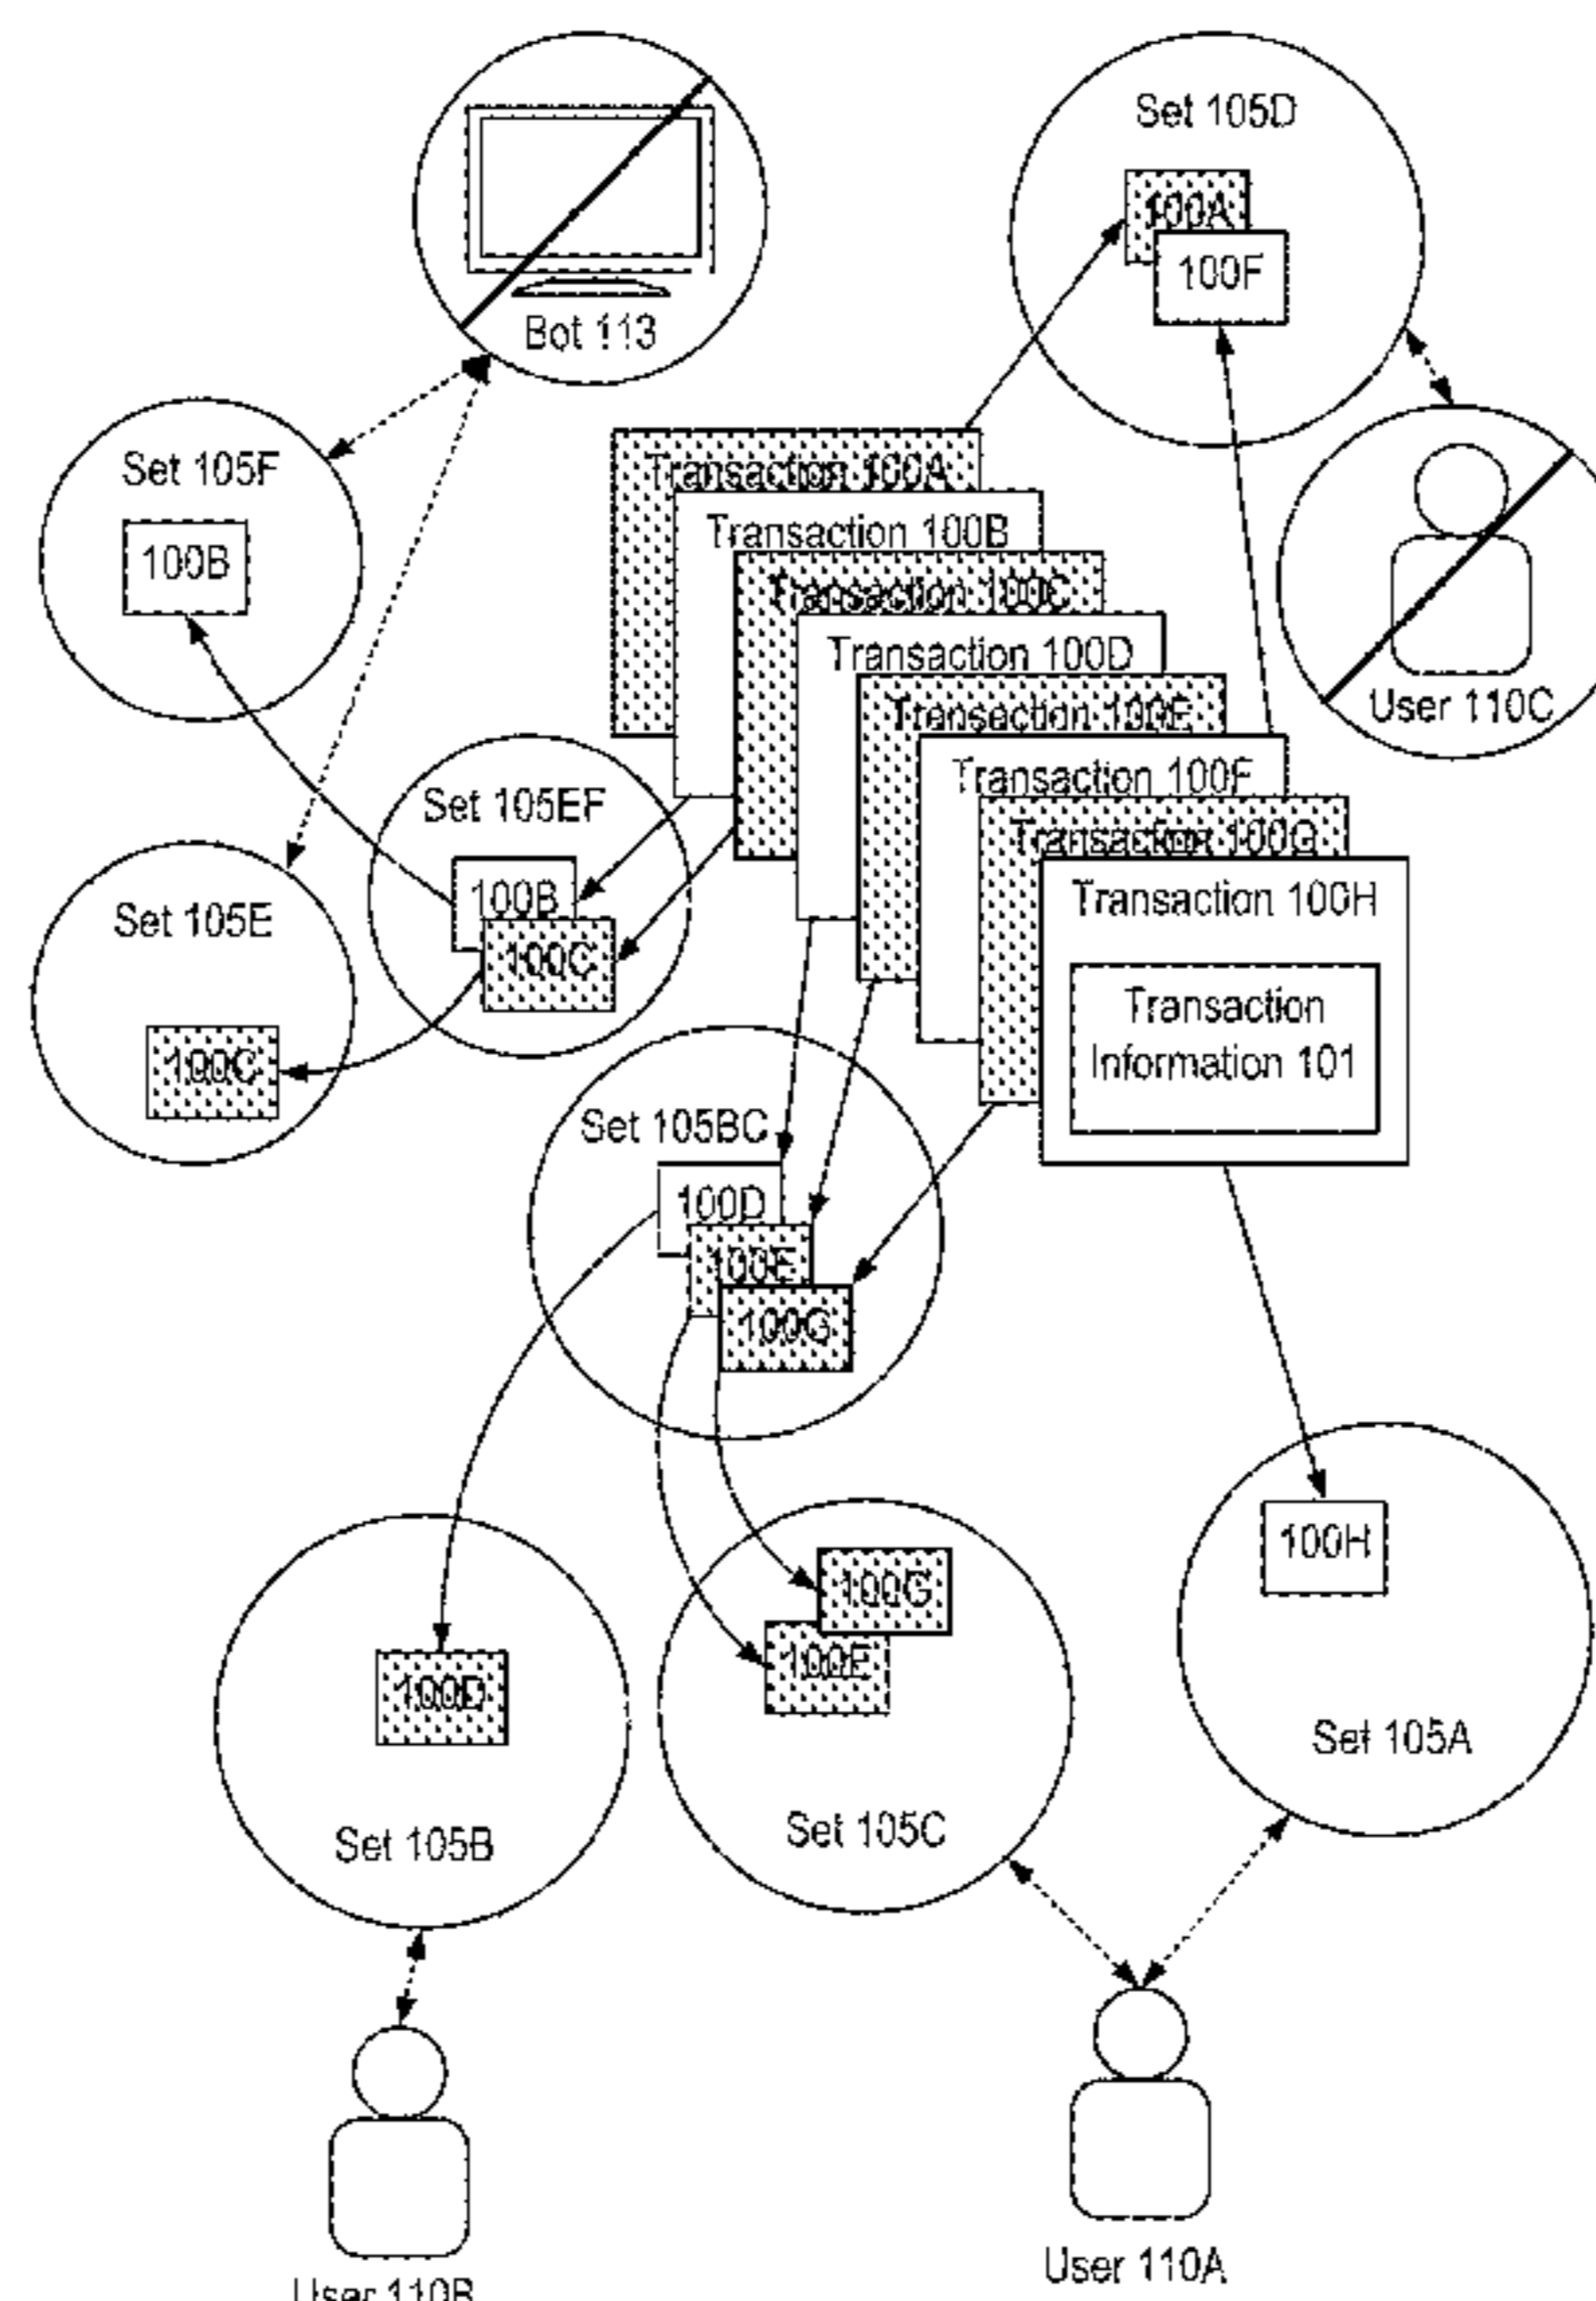 Set 105D
100A
100F
Bot 113
Set 105F
100B
Transaction 100A
Transaction 100B
Transaction 100C
Transaction 100D
Transaction 100E
Transaction 100F
Transaction 100G
Transaction 100H
Transaction
Information 101
User 110C
Set 105EF
100B
100C
Set 105E
100C
Set 105BC
100D
100E
100G
100H
Set 105A
100G
100E
Set 105C
100D
Set 105B
User 110A
User 110B